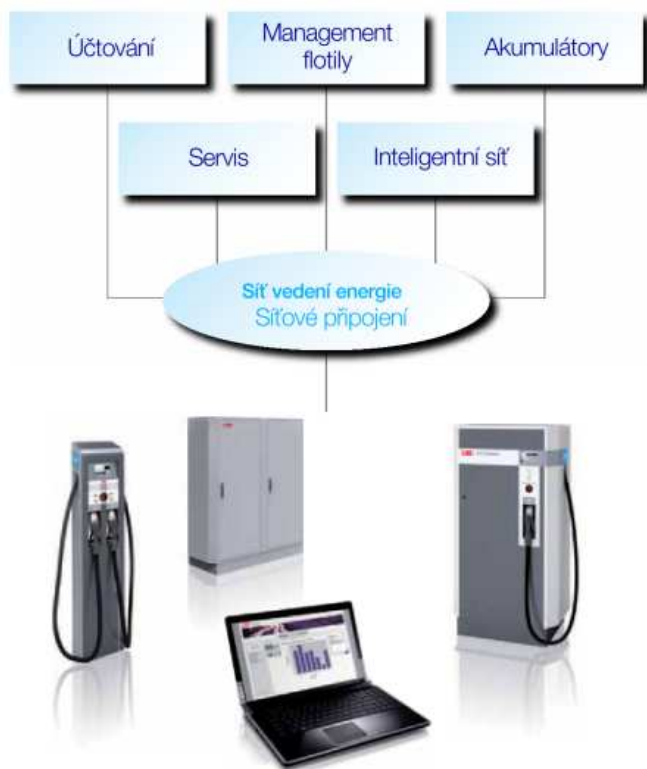 Účtování
Management
flotily
Akumulátory
Servis
Inteligentní síť
Síť vedení energie
Síťové připojení